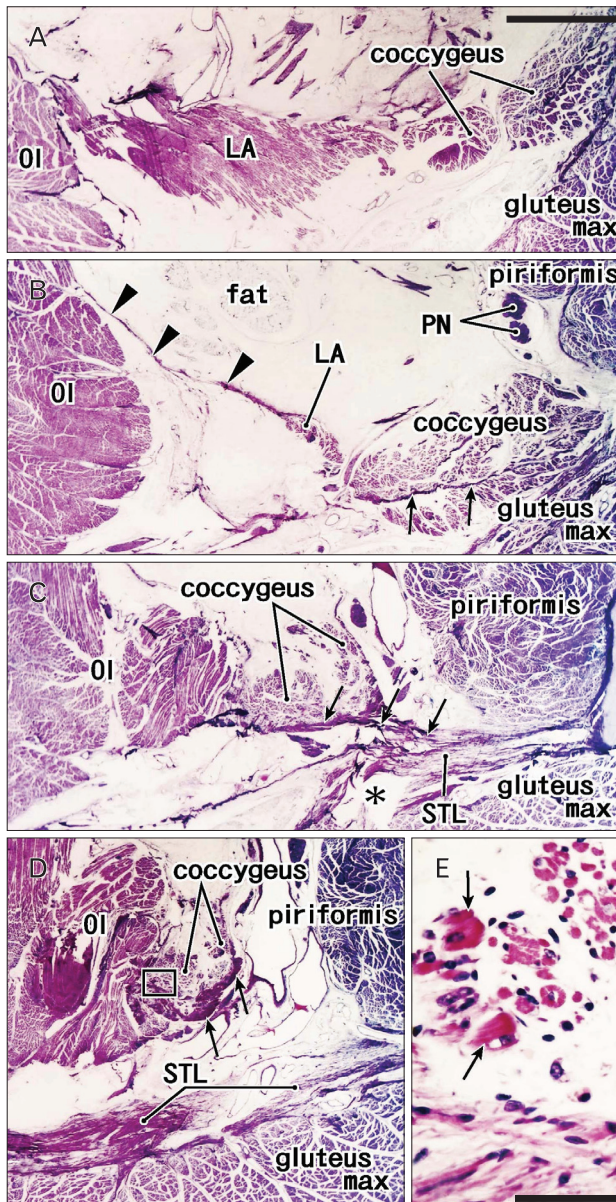 A
coccygeus
OI
LA
gluteus
max
B
piriformis
fat
PN
LA
OI
coccygeus
gluteus
max
C
coccygeus
piriformis
OI
*
STL
gluteus
max
D
coccygeus
OI
piriformis
STL
gluteus
max
E